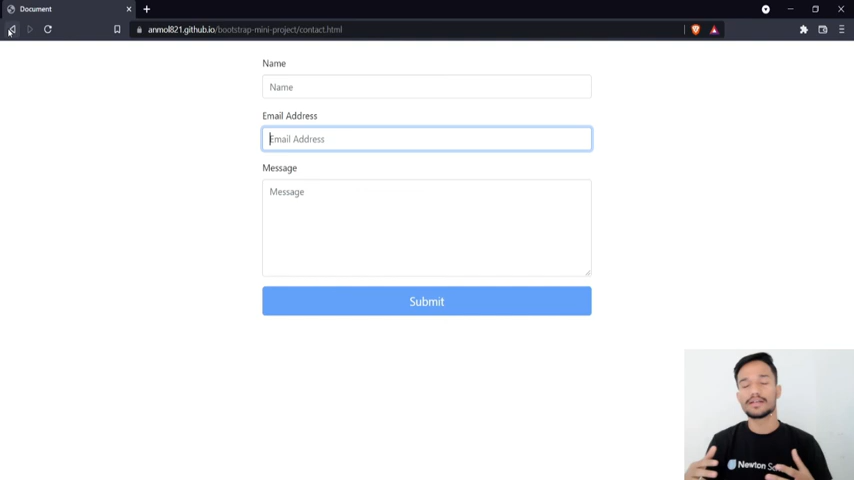 Document
anmol821.github.io/bootstrap-mini-project/contact.html
Name
Name
Email Address
Email Address
Message
Message
Submit
Newton